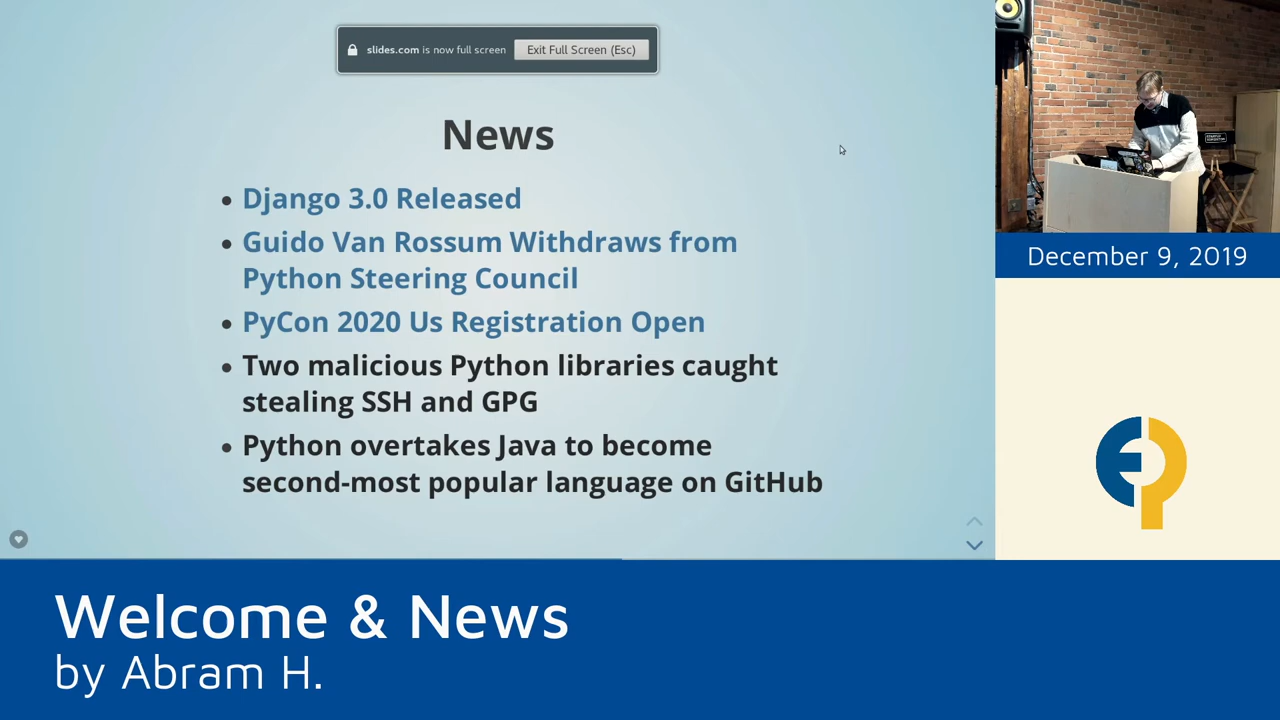 slides.com is now full screen
Exit Full Screen (Esc)
News
Django 3.0 Released
Guido Van Rossum Withdraws from
Python Steering Council
PyCon 2020 Us Registration Open
Two malicious Python libraries caught
stealing SSH and GPG
Python overtakes Java to become
second-most popular language on GitHub
December 9, 2019
EP
Welcome & News
by Abram H.